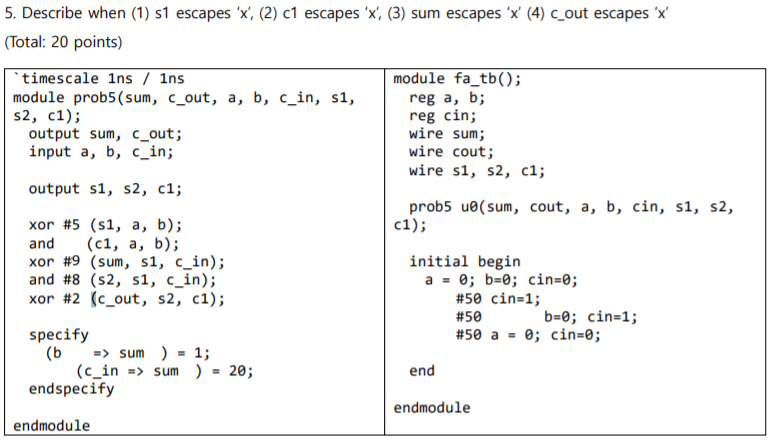 5. Describe when (1) s1 escapes 'x', (2) c1 escapes 'x', (3) sum escapes 'x' (4) c_out escapes 'x'
(Total: 20 points)
`timescale 1ns / 1ns
module prob5(sum, c_out, a, b, c_in, s1,
s2, c1);
output sum, c_out;
input a, b, c_in;
output s1, s2, c1;
xor #5 (s1, a, b);
and (c1, a, b);
xor #9 (sum, s1, c_in);
and #8 (s2, s1, c_in);
xor #2 (c_out, s2, c1);
specify
(b => sum ) = 1;
(c_in => sum ) = 20;
endspecify
endmodule
module fa_tb();
reg a, b;
reg cin;
wire sum;
wire cout;
wire s1, s2, c1;
prob5 u0(sum, cout, a, b, cin, s1, s2,
c1);
initial begin
a = 0; b=0; cin=0;
#50 cin=1;
#50 b=0; cin=1;
#50 a = 0; cin=0;
end
endmodule